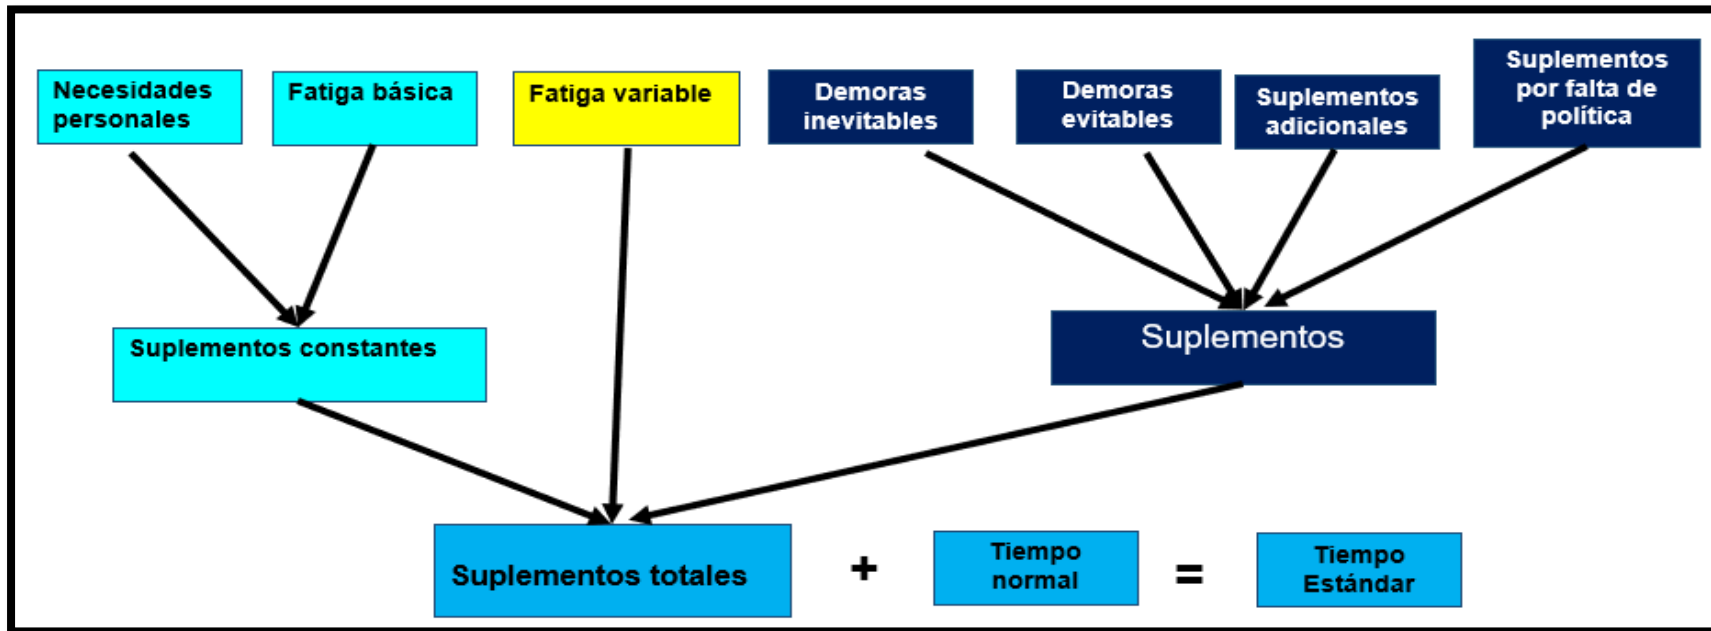 Necesidades
personales
Fatiga básica
Fatiga variable
Demoras
inevitables
Demoras
evitables
Suplementos
adicionales
Suplementos
por falta de
política
Suplementos constantes
Suplementos
Suplementos totales
+
Tiempo
normal
=
Tiempo
Estándar